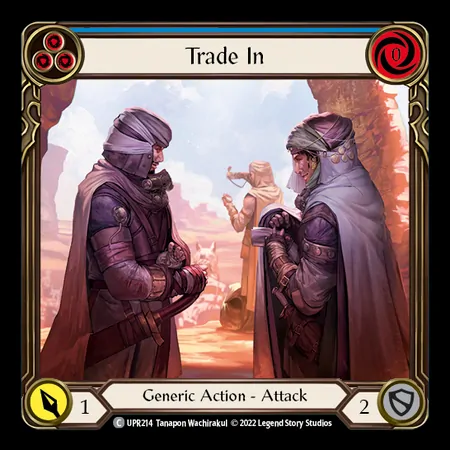 Trade In
0
Generic Action - Attack
1
2
C UPR214 Tanapon Wachirakul © 2022 Legend Story Studios